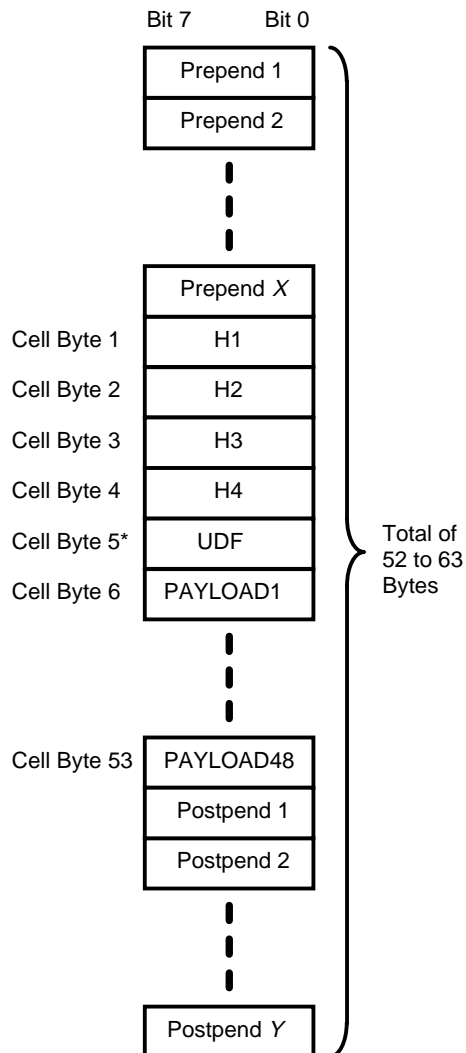 Bit 7 Bit 0
Prepend 1
Prepend 2
Prepend X
Cell Byte 1 H1
Cell Byte 2 H2
Cell Byte 3 H3
Cell Byte 4 H4
Cell Byte 5* UDF
Cell Byte 6 PAYLOAD1
Total of
52 to 63
Bytes
Cell Byte 53 PAYLOAD48
Postpend 1
Postpend 2
Postpend Y